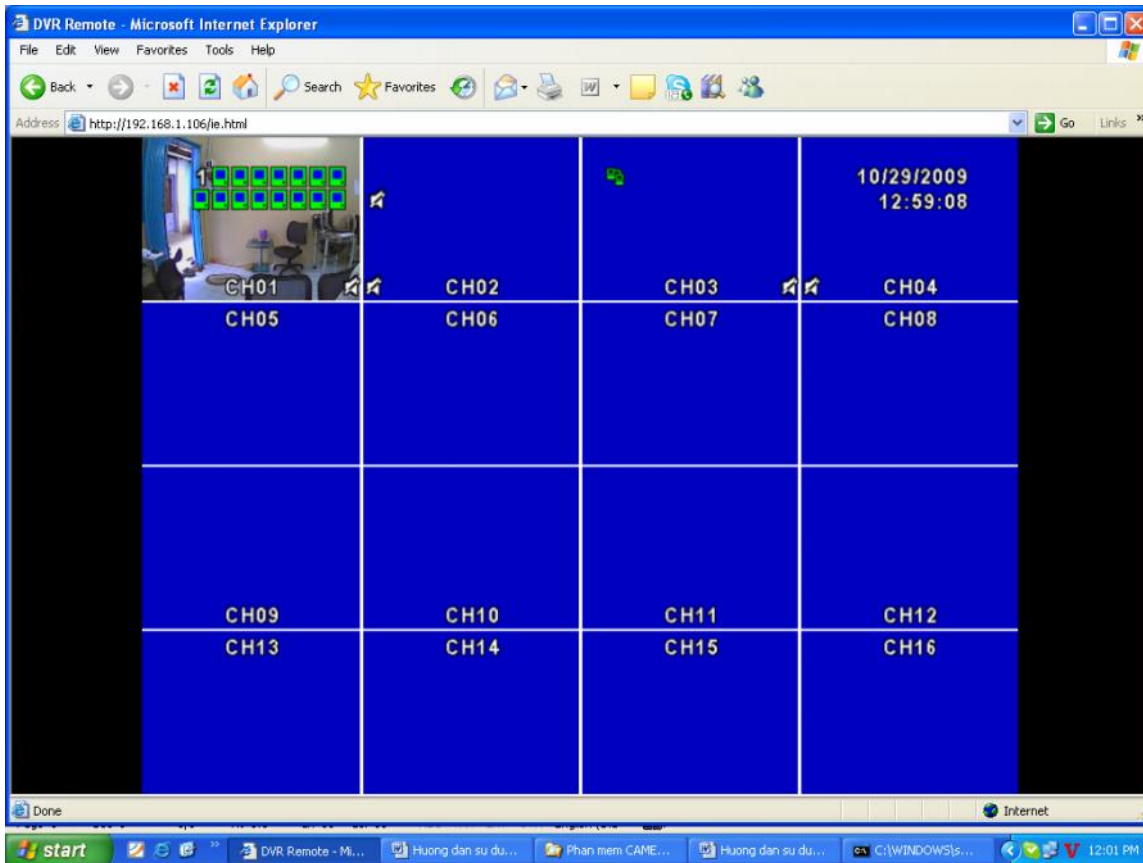 DVR Remote - Microsoft Internet Explorer
File Edit View Favorites Tools Help
Back Search Favorites
Address http://192.168.1.106/ie.html Go Links
1
10/29/2009
12:59:08
CH01 CH02 CH03 CH04
CH05 CH06 CH07 CH08
CH09 CH10 CH11 CH12
CH13 CH14 CH15 CH16
Done Internet
start DVR Remote - Mi... Huong dan su du... Phan mem CAME... Huong dan su du... C:\WINDOWS\s... 12:01 PM